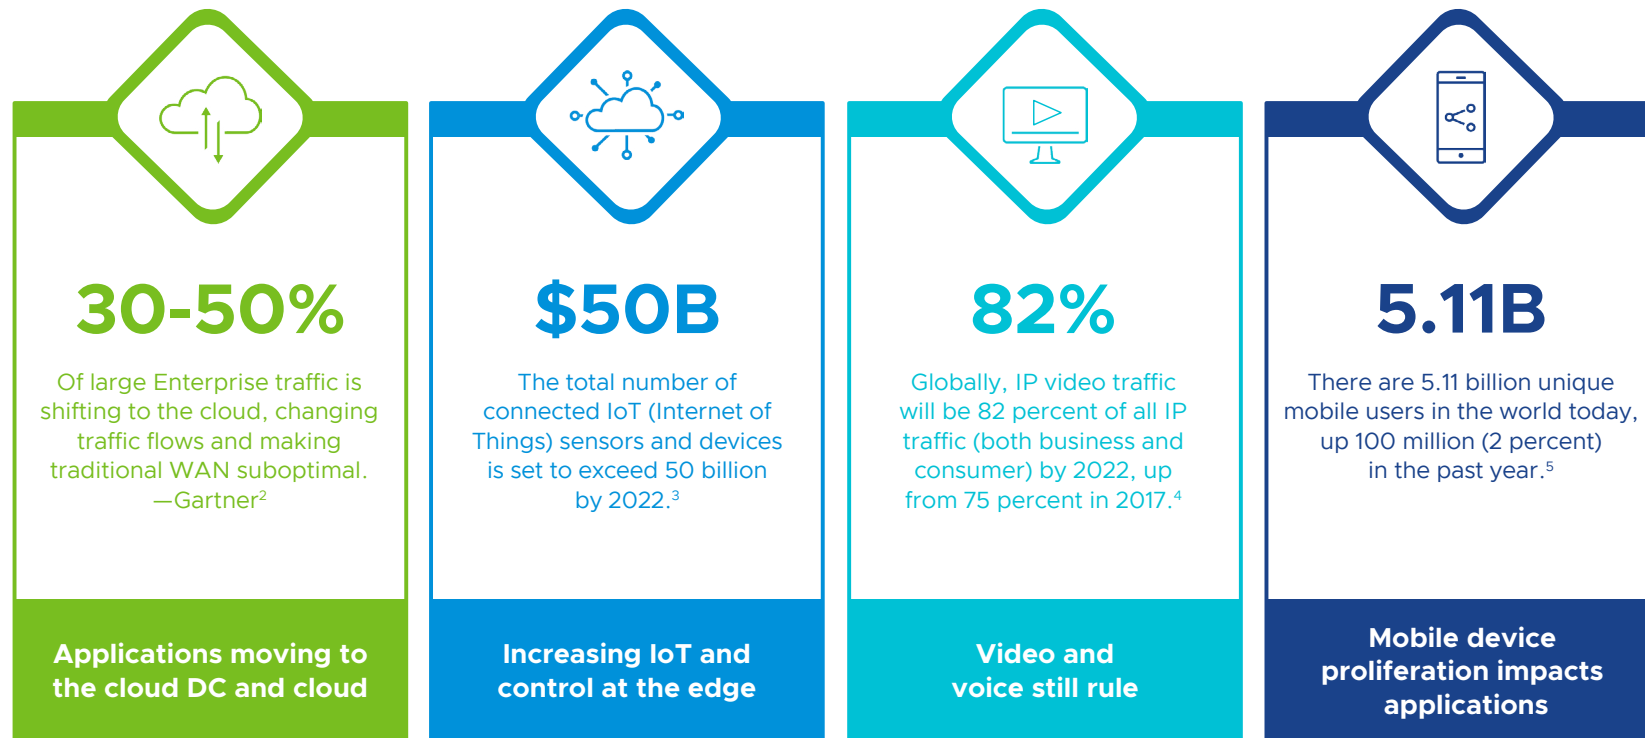 30-50%
Of large Enterprise traffic is
shifting to the cloud, changing
traffic flows and making
traditional WAN suboptimal.
—Gartner²
Applications moving to
the cloud DC and cloud
$50B
The total number of
connected IoT (Internet of
Things) sensors and devices
is set to exceed 50 billion
by 2022.³
Increasing IoT and
control at the edge
82%
Globally, IP video traffic
will be 82 percent of all IP
traffic (both business and
consumer) by 2022, up
from 75 percent in 2017.⁴
Video and
voice still rule
5.11B
There are 5.11 billion unique
mobile users in the world today,
up 100 million (2 percent)
in the past year.⁵
Mobile device
proliferation impacts
applications